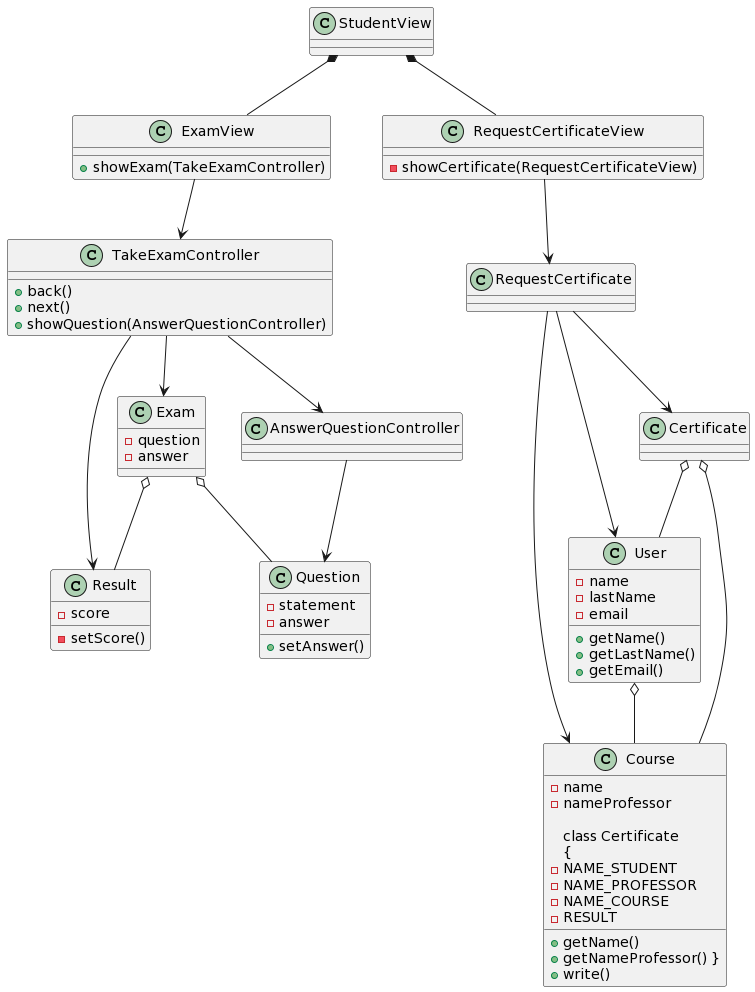 C StudentView
C ExamView
showExam(TakeExamController)
C RequestCertificateView
showCertificate(RequestCertificateView)
C TakeExamController
back()
next()
showQuestion(AnswerQuestionController)
C RequestCertificate
C Exam
question
answer
C AnswerQuestionController
C Certificate
C Result
score
setScore()
C Question
statement
answer
setAnswer()
C User
name
lastName
email
getName()
getLastName()
getEmail()
C Course
name
nameProfessor
class Certificate
{
NAME_STUDENT
NAME_PROFESSOR
NAME_COURSE
RESULT
getName()
getNameProfessor() }
write()